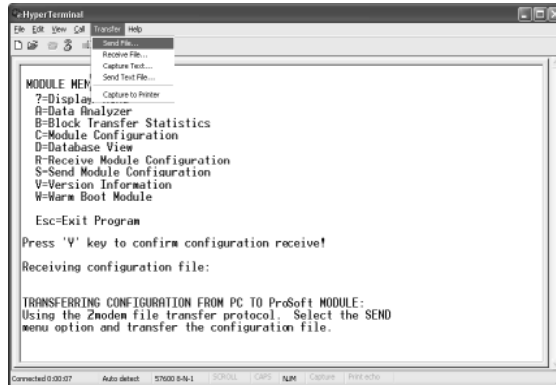 HyperTerminal
File Edit View Call Transfer Help
Send File...
Receive File...
Capture Text...
Send Text File...
Capture to Printer
MODULE MEN
?=Display
A=Data Analyzer
B=Block Transfer Statistics
C=Module Configuration
D=Database View
R=Receive Module Configuration
S=Send Module Configuration
V=Version Information
W=Warm Boot Module
Esc=Exit Program
Press 'Y' key to confirm configuration receive!
Receiving configuration file:
TRANSFERRING CONFIGURATION FROM PC TO ProSoft MODULE:
Using the Zmodem file transfer protocol. Select the SEND
menu option and transfer the configuration file.
Connected 0:00:07 Auto detect 57600 8-N-1 SCROLL CAPS NUM Capture Print echo